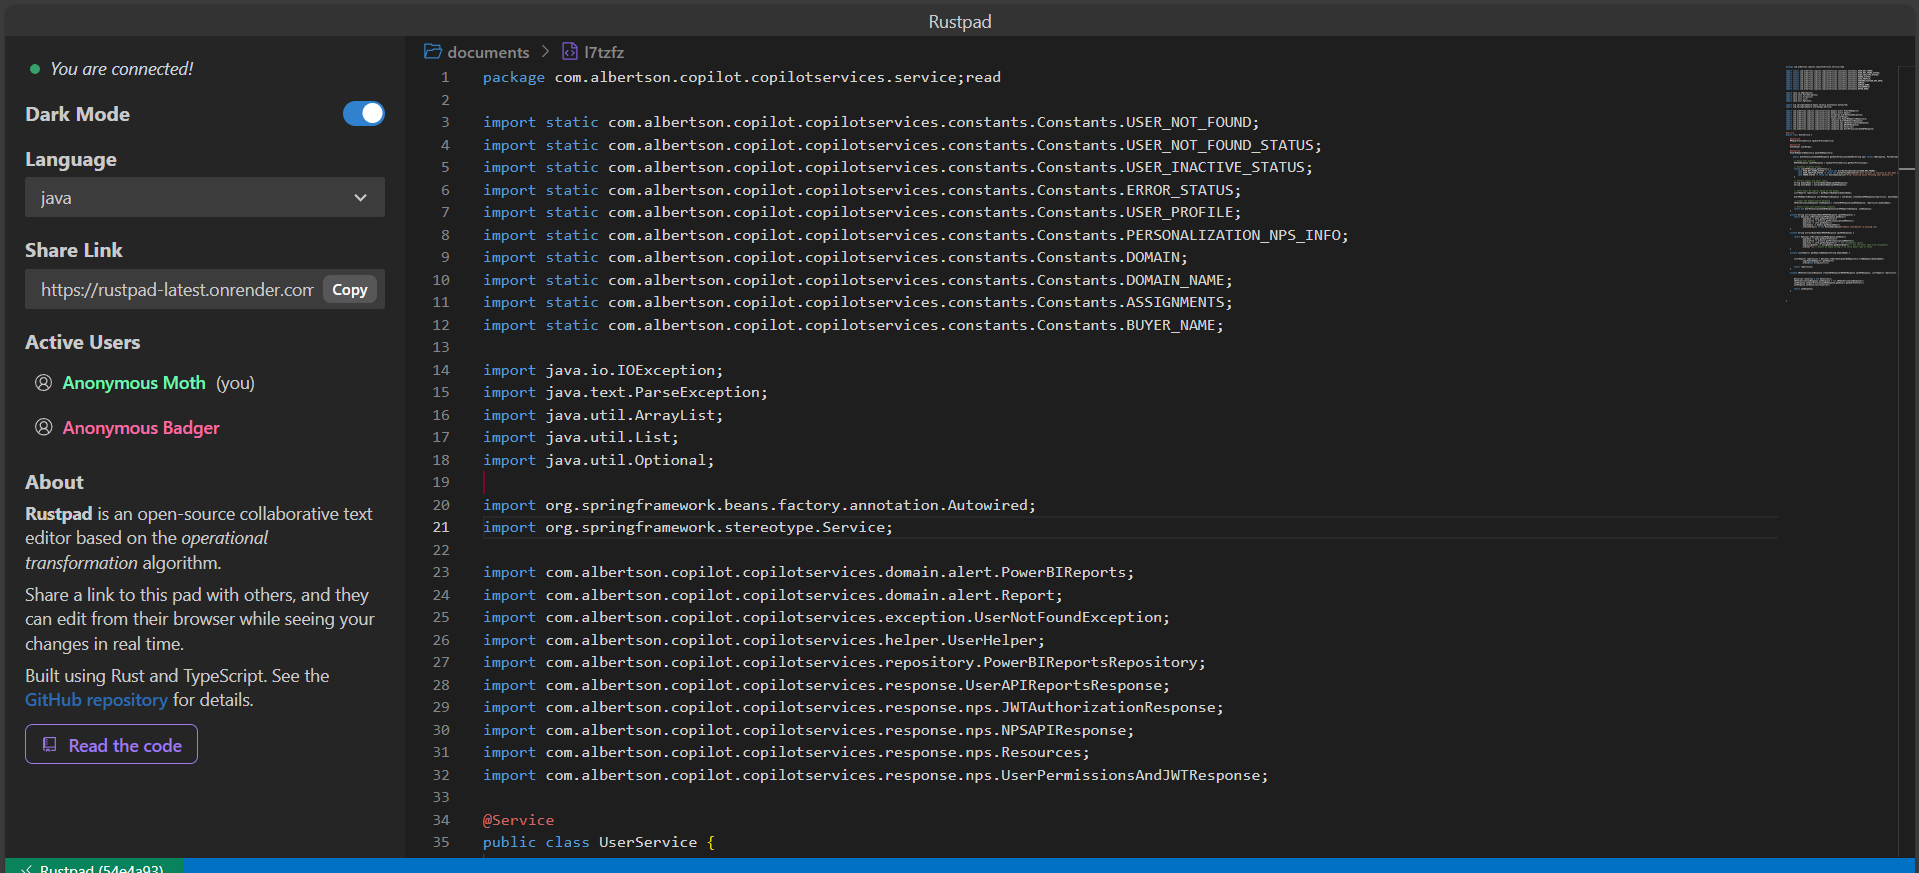 Rustpad
You are connected!
Dark Mode
Language
java
Share Link
https://rustpad-latest.onrender.com
Copy
Active Users
Anonymous Moth (you)
Anonymous Badger
About
Rustpad is an open-source collaborative text
editor based on the operational
transformation algorithm.
Share a link to this pad with others, and they
can edit from their browser while seeing your
changes in real time.
Built using Rust and TypeScript. See the
GitHub repository for details.
Read the code
Rustpad (54e4a93)
documents > l7tzfz
1 package com.albertson.copilot.copilotservices.service;read
2
3 import static com.albertson.copilot.copilotservices.constants.Constants.USER_NOT_FOUND;
4 import static com.albertson.copilot.copilotservices.constants.Constants.USER_NOT_FOUND_STATUS;
5 import static com.albertson.copilot.copilotservices.constants.Constants.USER_INACTIVE_STATUS;
6 import static com.albertson.copilot.copilotservices.constants.Constants.ERROR_STATUS;
7 import static com.albertson.copilot.copilotservices.constants.Constants.USER_PROFILE;
8 import static com.albertson.copilot.copilotservices.constants.Constants.PERSONALIZATION_NPS_INFO;
9 import static com.albertson.copilot.copilotservices.constants.Constants.DOMAIN;
10 import static com.albertson.copilot.copilotservices.constants.Constants.DOMAIN_NAME;
11 import static com.albertson.copilot.copilotservices.constants.Constants.ASSIGNMENTS;
12 import static com.albertson.copilot.copilotservices.constants.Constants.BUYER_NAME;
13
14 import java.io.IOException;
15 import java.text.ParseException;
16 import java.util.ArrayList;
17 import java.util.List;
18 import java.util.Optional;
19
20 import org.springframework.beans.factory.annotation.Autowired;
21 import org.springframework.stereotype.Service;
22
23 import com.albertson.copilot.copilotservices.domain.alert.PowerBIReports;
24 import com.albertson.copilot.copilotservices.domain.alert.Report;
25 import com.albertson.copilot.copilotservices.exception.UserNotFoundException;
26 import com.albertson.copilot.copilotservices.helper.UserHelper;
27 import com.albertson.copilot.copilotservices.repository.PowerBIReportsRepository;
28 import com.albertson.copilot.copilotservices.response.UserAPIReportsResponse;
29 import com.albertson.copilot.copilotservices.response.nps.JWTAuthorizationResponse;
30 import com.albertson.copilot.copilotservices.response.nps.NPSAPIResponse;
31 import com.albertson.copilot.copilotservices.response.nps.Resources;
32 import com.albertson.copilot.copilotservices.response.nps.UserPermissionsAndJWTResponse;
33
34 @Service
35 public class UserService {